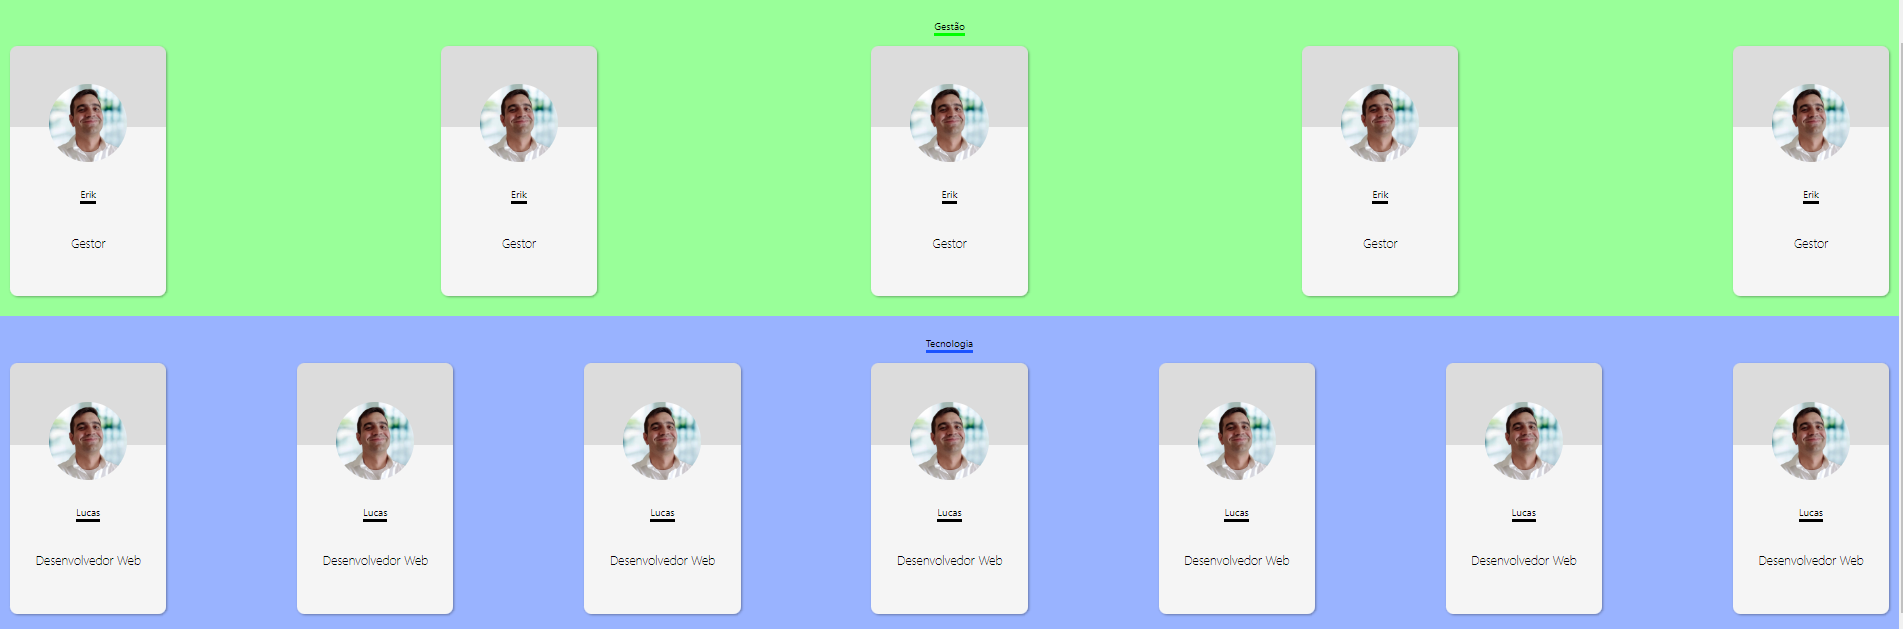 Gestão
Erik
Erik
Erik
Erik
Erik
Gestor
Gestor
Gestor
Gestor
Gestor
Tecnologia
Lucas
Lucas
Lucas
Lucas
Lucas
Lucas
Lucas
Desenvolvedor Web
Desenvolvedor Web
Desenvolvedor Web
Desenvolvedor Web
Desenvolvedor Web
Desenvolvedor Web
Desenvolvedor Web